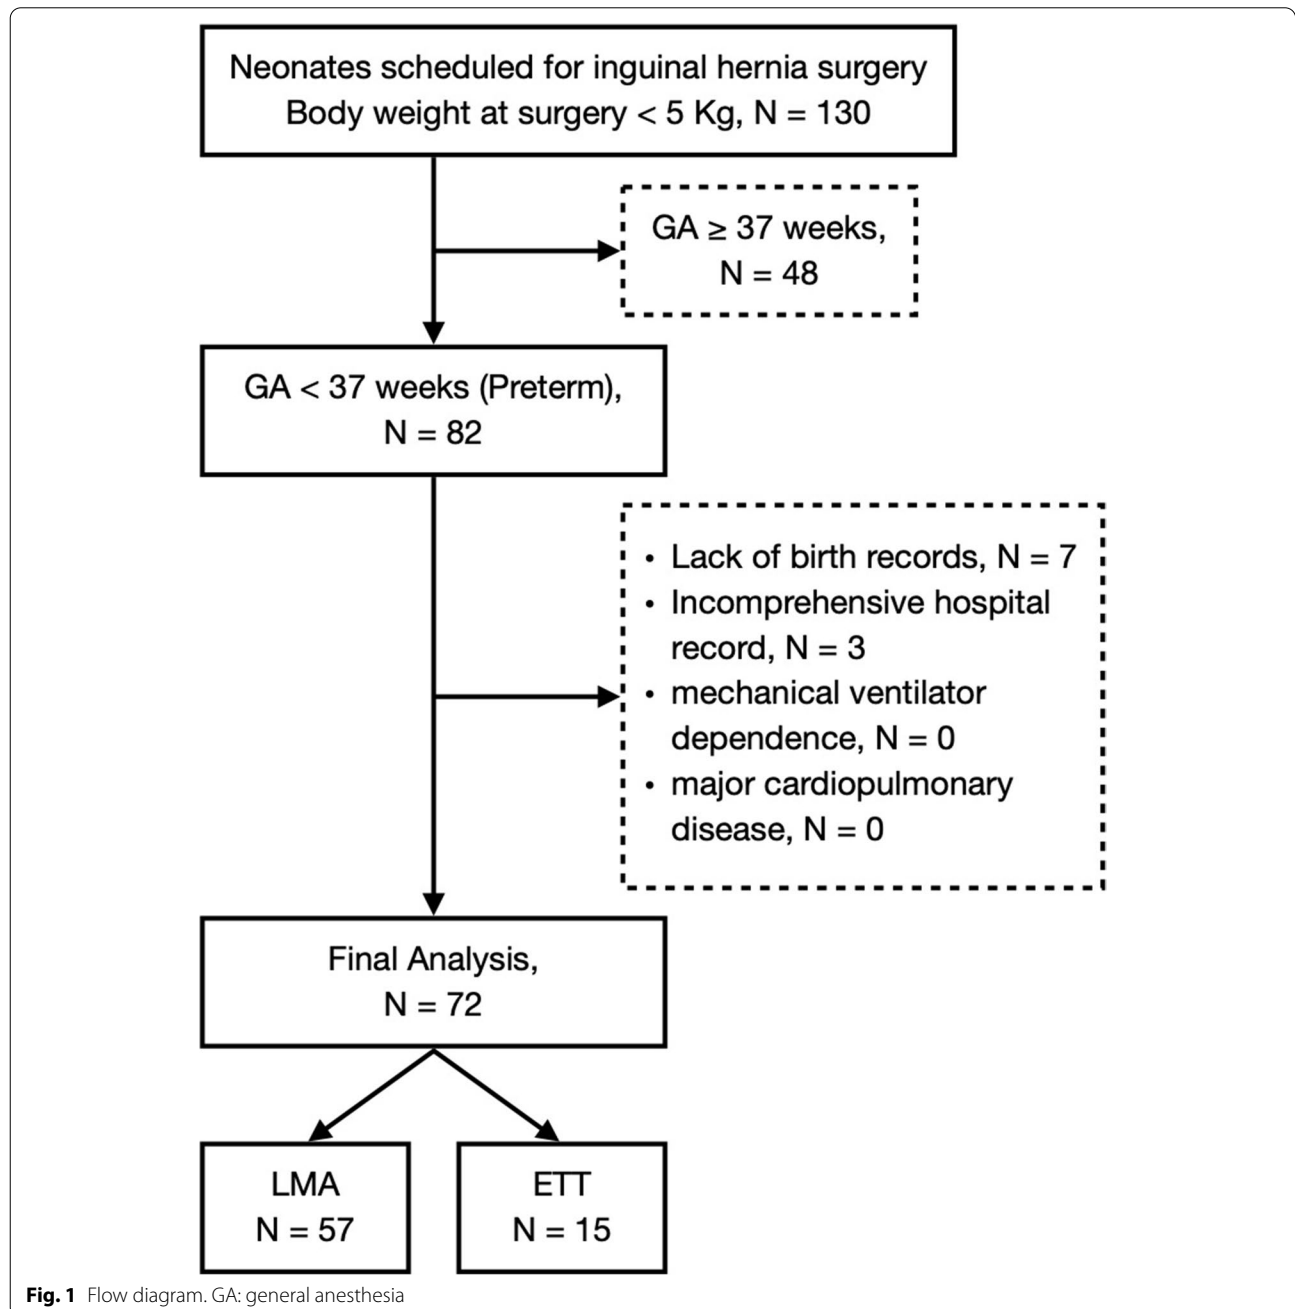 Neonates scheduled for inguinal hernia surgery
Body weight at surgery < 5 Kg, N = 130
GA ≥ 37 weeks,
N = 48
GA < 37 weeks (Preterm),
N = 82
• Lack of birth records, N = 7
• Incomprehensive hospital
record, N = 3
• mechanical ventilator
dependence, N = 0
• major cardiopulmonary
disease, N = 0
Final Analysis,
N = 72
LMA
N = 57
ETT
N = 15
Fig. 1 Flow diagram. GA: general anesthesia